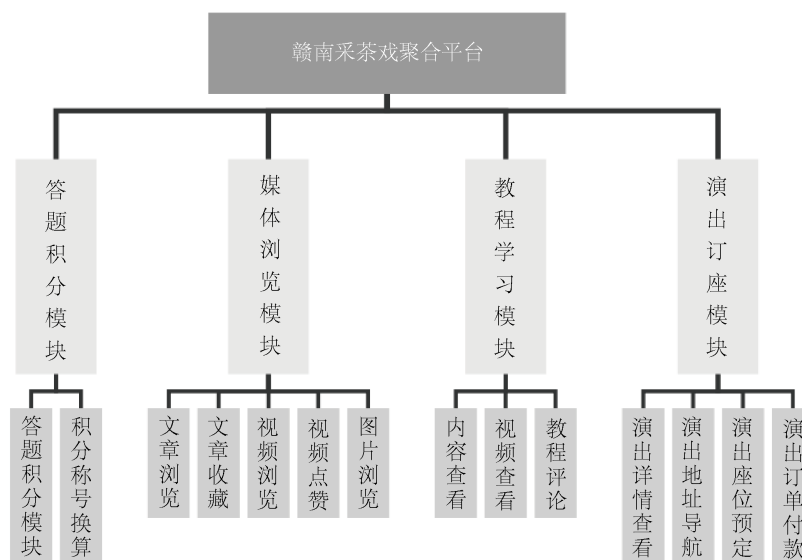 赣南采茶戏聚合平台
答题积分模块
媒体浏览模块
教程学习模块
演出订座模块
答题积分模块
积分称号换算
文章浏览
文章收藏
视频浏览
视频点赞
图片浏览
内容查看
视频查看
教程评论
演出详情查看
演出地址导航
演出座位预定
演出订单付款